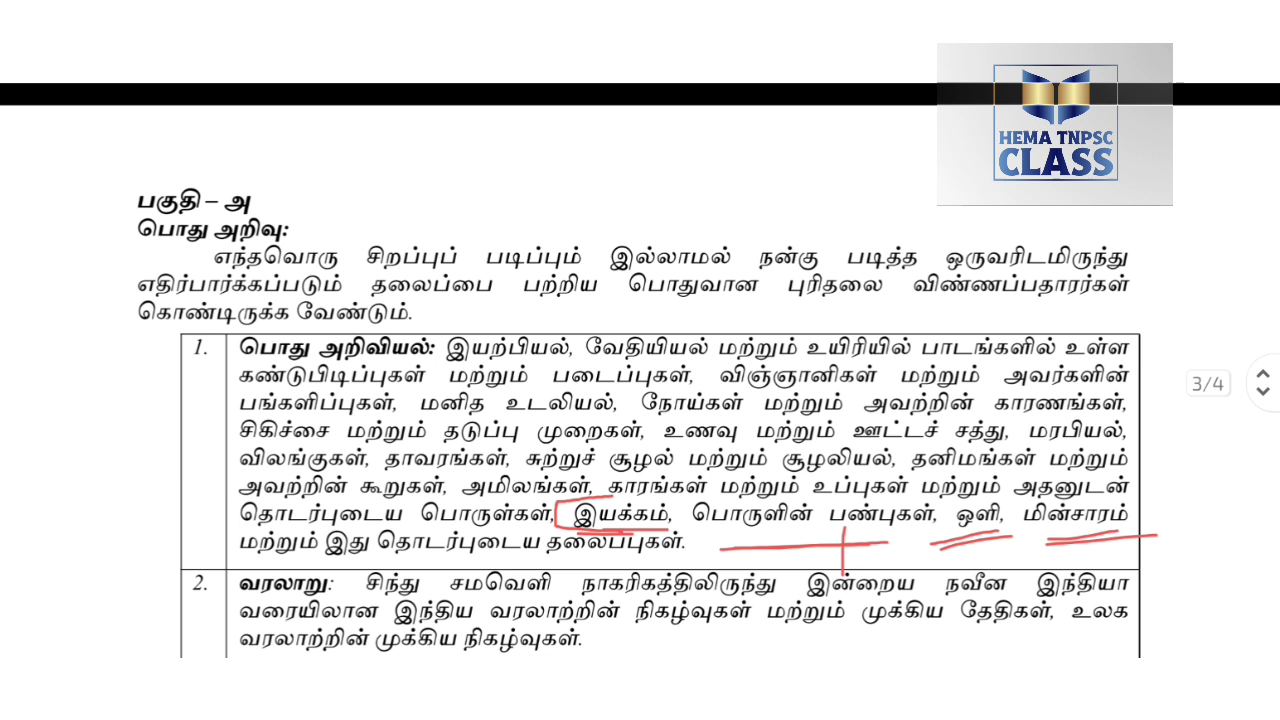 HEMA TNPSC
CLASS
பகுதி – அ
பொது அறிவு:
எந்தவொரு சிறப்புப் படிப்பும் இல்லாமல் நன்கு படித்த ஒருவரிடமிருந்து
எதிர்பார்க்கப்படும் தலைப்பை பற்றிய பொதுவான புரிதலை விண்ணப்பதாரர்கள்
கொண்டிருக்க வேண்டும்.
1. பொது அறிவியல்: இயற்பியல், வேதியியல் மற்றும் உயிரியில் பாடங்களில் உள்ள
கண்டுபிடிப்புகள் மற்றும் படைப்புகள், விஞ்ஞானிகள் மற்றும் அவர்களின்
பங்களிப்புகள், மனித உடலியல், நோய்கள் மற்றும் அவற்றின் காரணங்கள்,
சிகிச்சை மற்றும் தடுப்பு முறைகள், உணவு மற்றும் ஊட்டச் சத்து, மரபியல்,
விலங்குகள், தாவரங்கள், சுற்றுச் சூழல் மற்றும் சூழலியல், தனிமங்கள் மற்றும்
அவற்றின் கூறுகள், அமிலங்கள், காரங்கள் மற்றும் உப்புகள் மற்றும் அதனுடன்
தொடர்புடைய பொருள்கள், இயக்கம், பொருளின் பண்புகள், ஒளி, மின்சாரம்
மற்றும் இது தொடர்புடைய தலைப்புகள்.
3/4
2. வரலாறு: சிந்து சமவெளி நாகரிகத்திலிருந்து இன்றைய நவீன இந்தியா
வரையிலான இந்திய வரலாற்றின் நிகழ்வுகள் மற்றும் முக்கிய தேதிகள், உலக
வரலாற்றின் முக்கிய நிகழ்வுகள்.